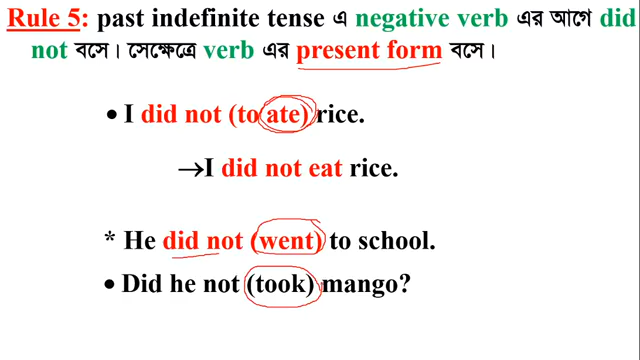 Rule 5: past indefinite tense এ negative verb এর আগে did
not বসে। সেক্ষেত্রে verb এর present form বসে।
• I did not (to ate) rice.
→I did not eat rice.
* He did not (went) to school.
• Did he not (took) mango?